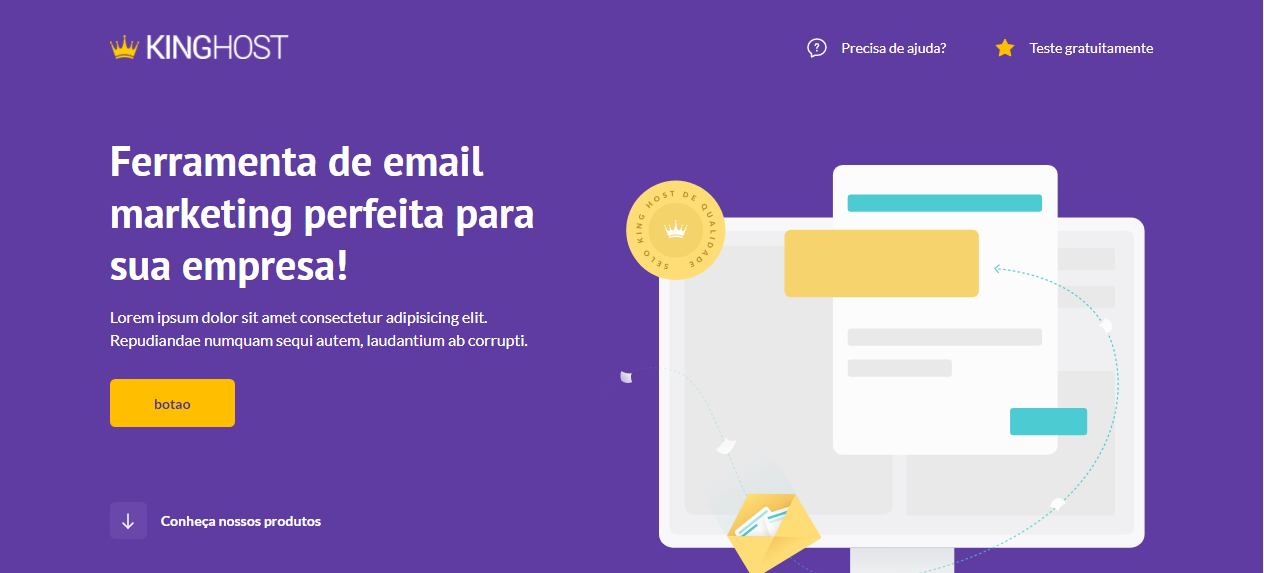 KINGHOST
Precisa de ajuda?
Teste gratuitamente
Ferramenta de email
marketing perfeita para
sua empresa!
Lorem ipsum dolor sit amet consectetur adipisicing elit.
Repudiandae numquam sequi autem, laudantium ab corrupti.
botao
Conheça nossos produtos
SELO KING HOST DE QUALIDADE